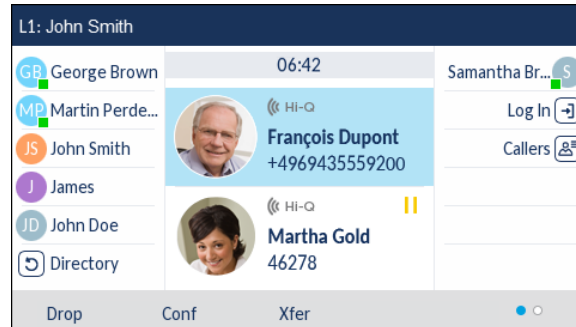 L1: John Smith
GB George Brown
MP Martin Perde...
JS John Smith
J James
JD John Doe
Directory
06:42
Hi-Q
François Dupont
+4969435559200
Hi-Q
Martha Gold
46278
Samantha Br... S
Log In
Callers
Drop Conf Xfer